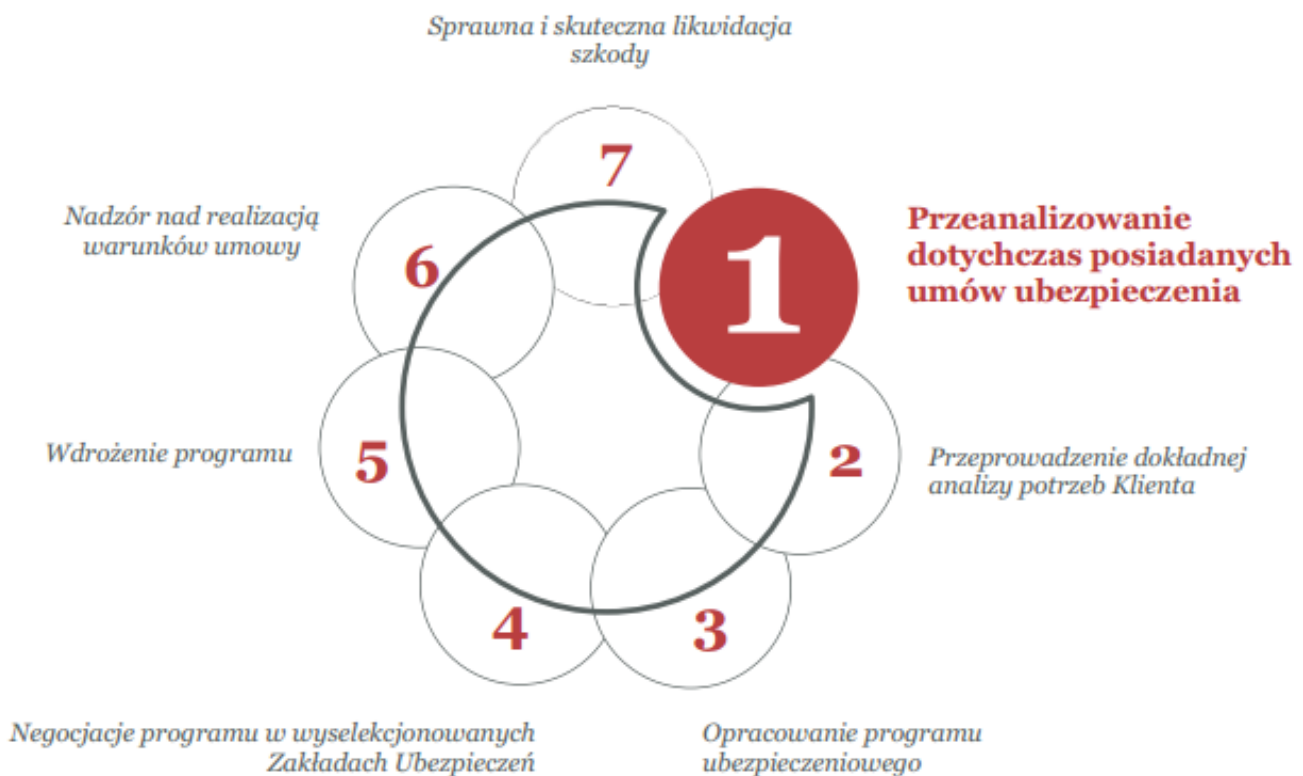 Sprawna i skuteczna likwidacja
szkody
7
1
Przeanalizowanie
dotychczas posiadanych
umów ubezpieczenia
Nadzór nad realizacją
warunków umowy
6
Wdrożenie programu
5
2
Przeprowadzenie dokładnej
analizy potrzeb Klienta
4
3
Negocjacje programu w wyselekcjonowanych
Zakładach Ubezpieczeń
Opracowanie programu
ubezpieczeniowego